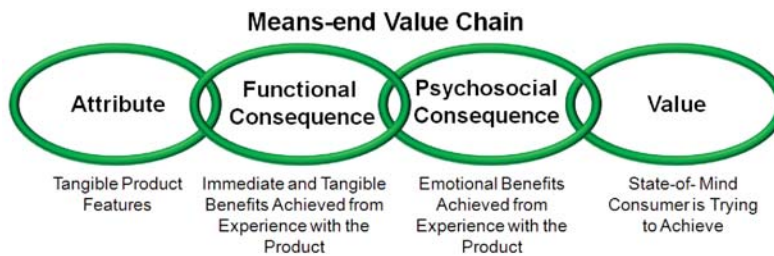 Means-end Value Chain
Attribute
Functional
Consequence
Psychosocial
Consequence
Value
Tangible Product
Features
Immediate and Tangible
Benefits Achieved from
Experience with the
Product
Emotional Benefits
Achieved from
Experience with the
Product
State-of- Mind
Consumer is Trying
to Achieve